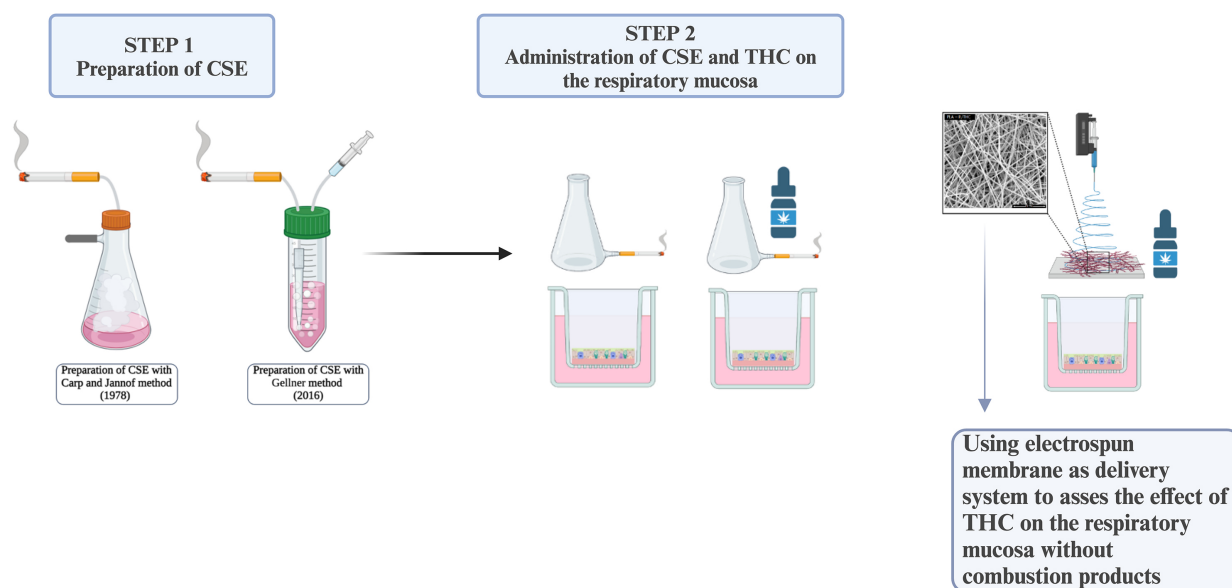 STEP 1
Preparation of CSE
STEP 2
Administration of CSE and THC on
the respiratory mucosa
Preparation of CSE with
Carp and Jannof method
(1978)
Preparation of CSE with
Gellner method
(2016)
Using electrospun
membrane as delivery
system to asses the effect of
THC on the respiratory
mucosa without
combustion products